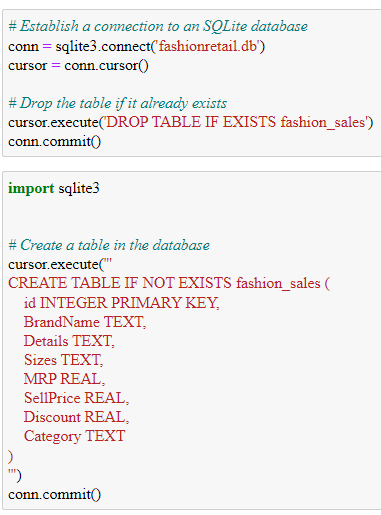 # Establish a connection to an SQLite database
conn = sqlite3.connect('fashionretail.db')
cursor = conn.cursor()
# Drop the table if it already exists
cursor.execute('DROP TABLE IF EXISTS fashion_sales')
conn.commit()
import sqlite3
# Create a table in the database
cursor.execute('''
CREATE TABLE IF NOT EXISTS fashion_sales (
id INTEGER PRIMARY KEY,
BrandName TEXT,
Details TEXT,
Sizes TEXT,
MRP REAL,
SellPrice REAL,
Discount REAL,
Category TEXT
)
''')
conn.commit()